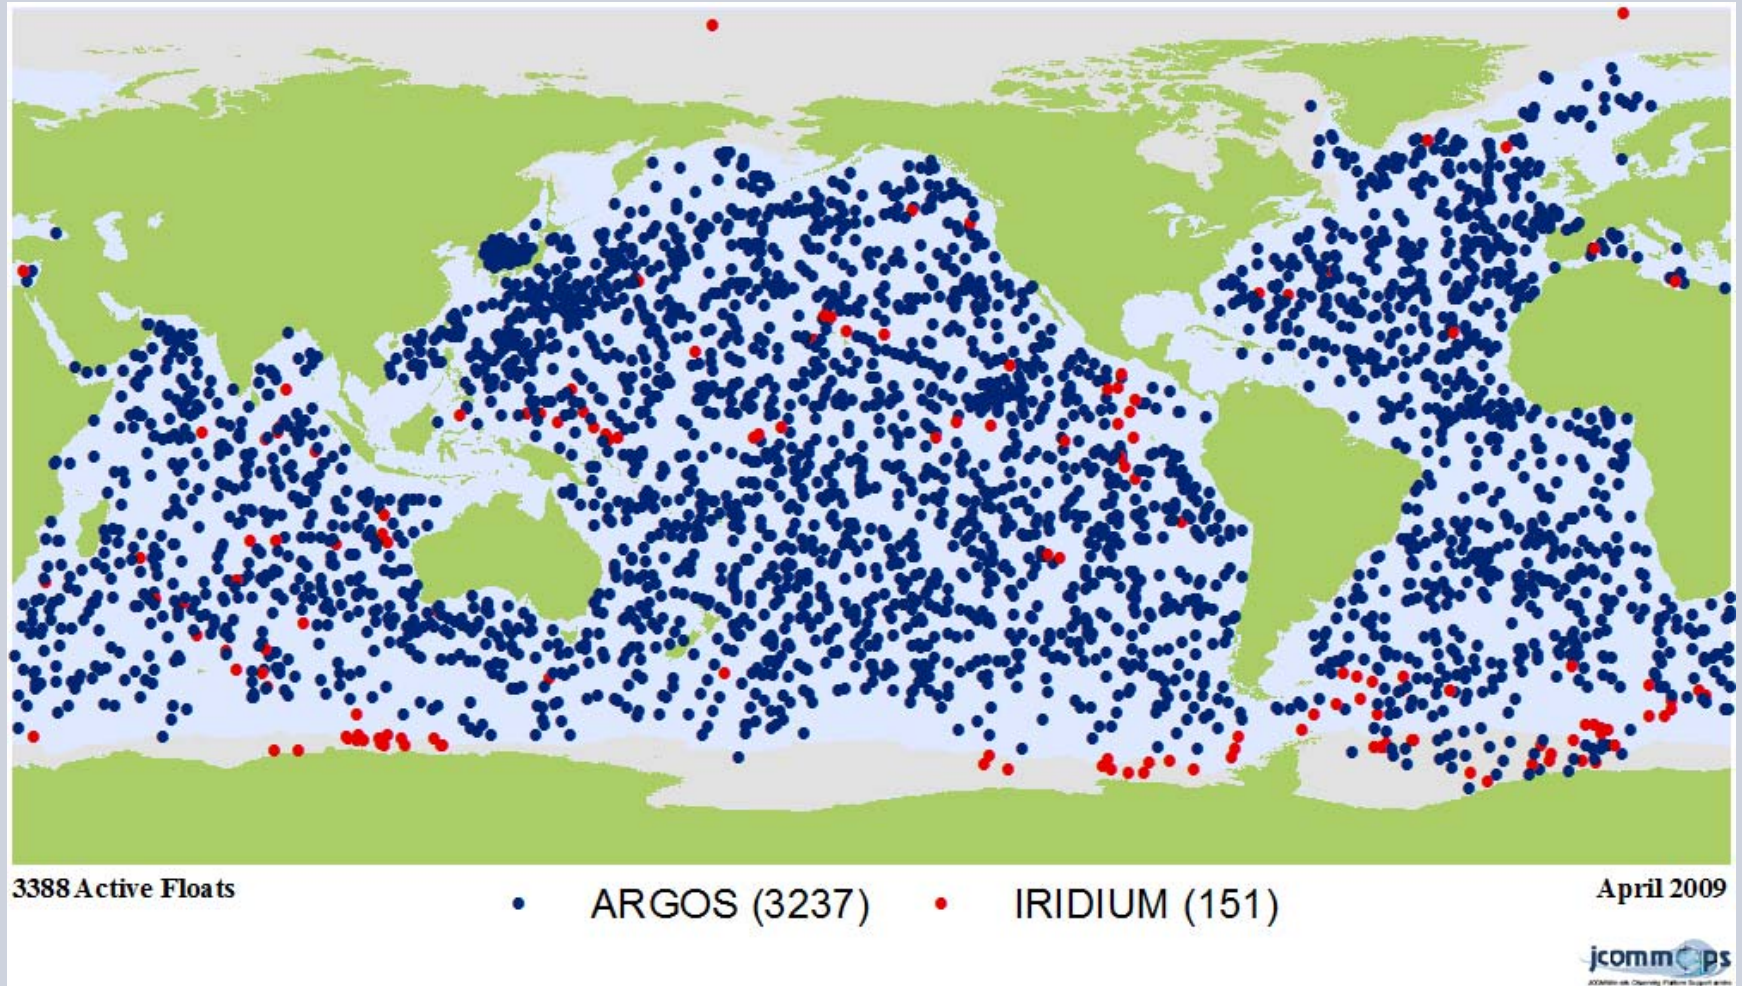 3388 Active Floats
ARGOS (3237)
IRIDIUM (151)
April 2009
jcommops